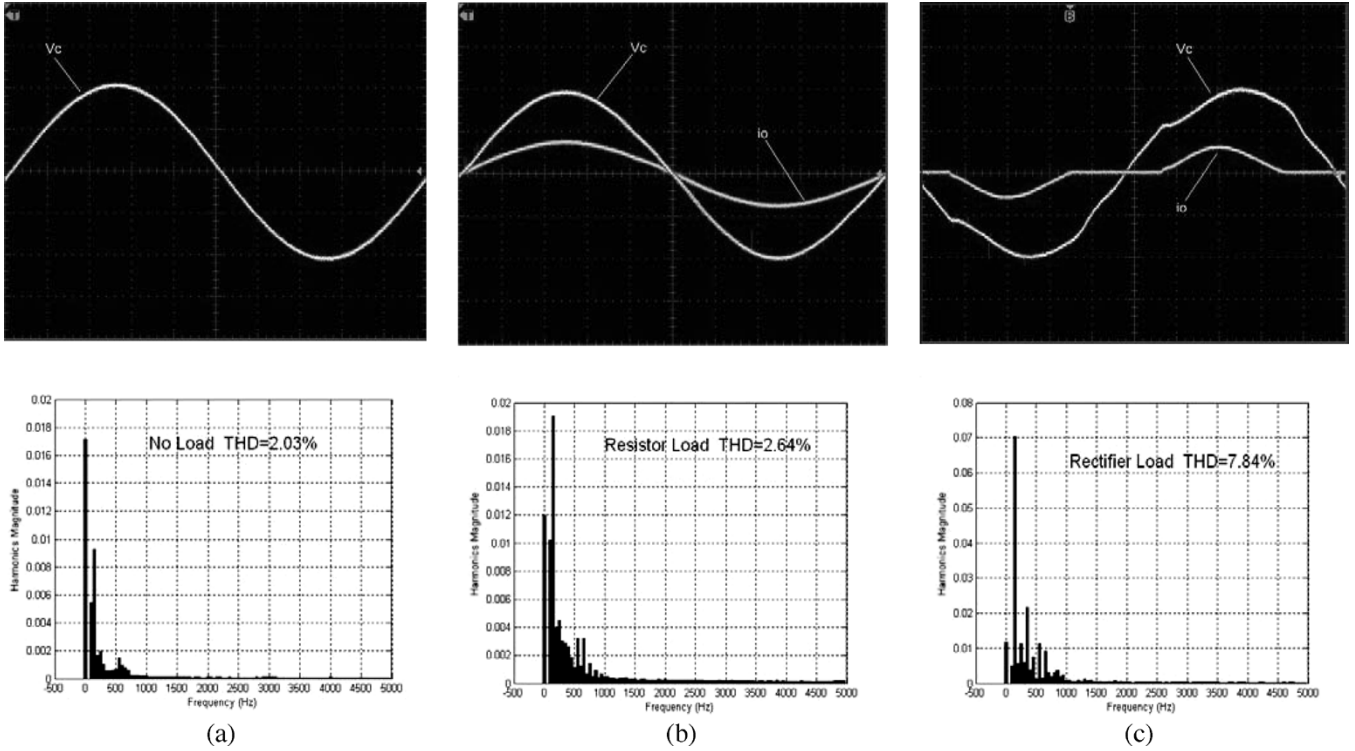 T
Vc
T
Vc
io
B
Vc
io
0.02
0.018
0.016
0.014
0.012
0.01
0.008
0.006
0.004
0.002
0
-500 0 500 1000 1500 2000 2500 3000 3500 4000 4500 5000
Harmonics Magnitude
Frequency (Hz)
No Load THD=2.03%
0.02
0.018
0.016
0.014
0.012
0.01
0.008
0.006
0.004
0.002
0
-500 0 500 1000 1500 2000 2500 3000 3500 4000 4500 5000
Harmonics Magnitude
Frequency (Hz)
Resistor Load THD=2.64%
0.08
0.07
0.06
0.05
0.04
0.03
0.02
0.01
0
-500 0 500 1000 1500 2000 2500 3000 3500 4000 4500 5000
Harmonics Magnitude
Frequency (Hz)
Rectifier Load THD=7.84%
(a)
(b)
(c)